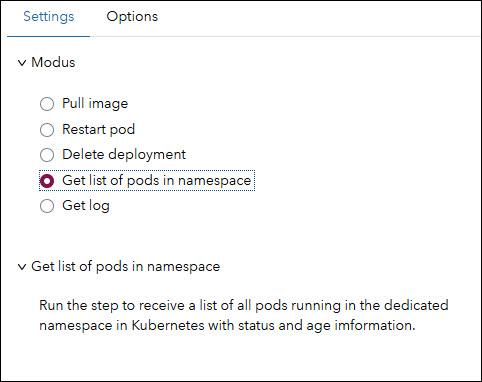 Settings Options
Modus
Pull image
Restart pod
Delete deployment
Get list of pods in namespace
Get log
Get list of pods in namespace
Run the step to receive a list of all pods running in the dedicated
namespace in Kubernetes with status and age imformation.